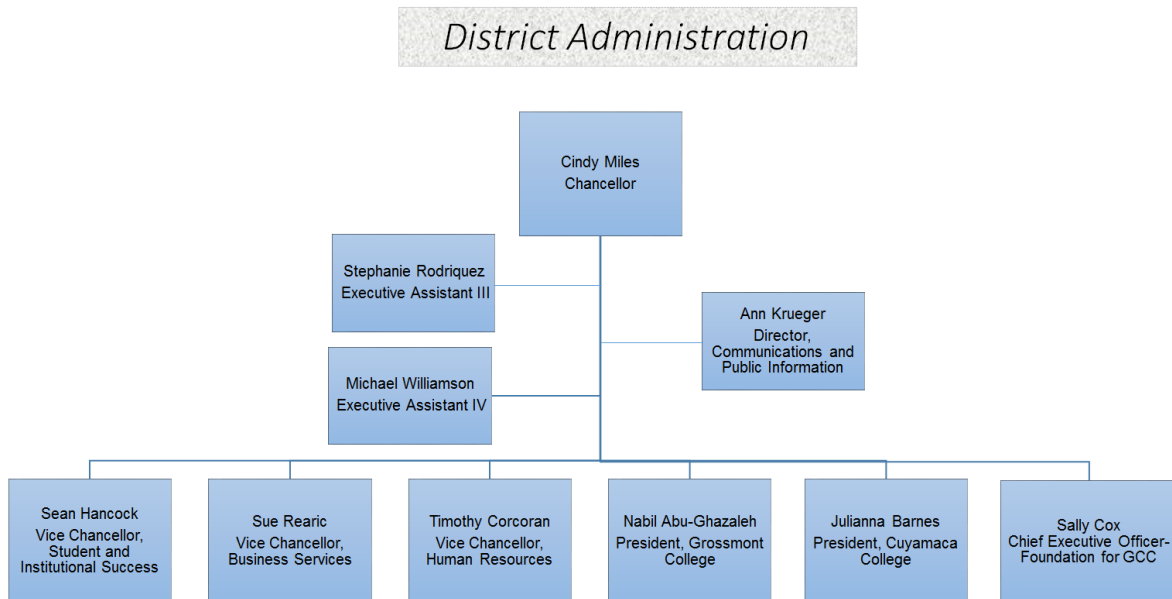 District Administration
Cindy Miles
Chancellor
Stephanie Rodriquez
Executive Assistant III
Ann Krueger
Director,
Communications and
Public Information
Michael Williamson
Executive Assistant IV
Sean Hancock
Vice Chancellor,
Student and
Institutional Success
Sue Rearic
Vice Chancellor,
Business Services
Timothy Corcoran
Vice Chancellor,
Human Resources
Nabil Abu-Ghazaleh
President, Grossmont
College
Julianna Barnes
President, Cuyamaca
College
Sally Cox
Chief Executive Officer-
Foundation for GCC